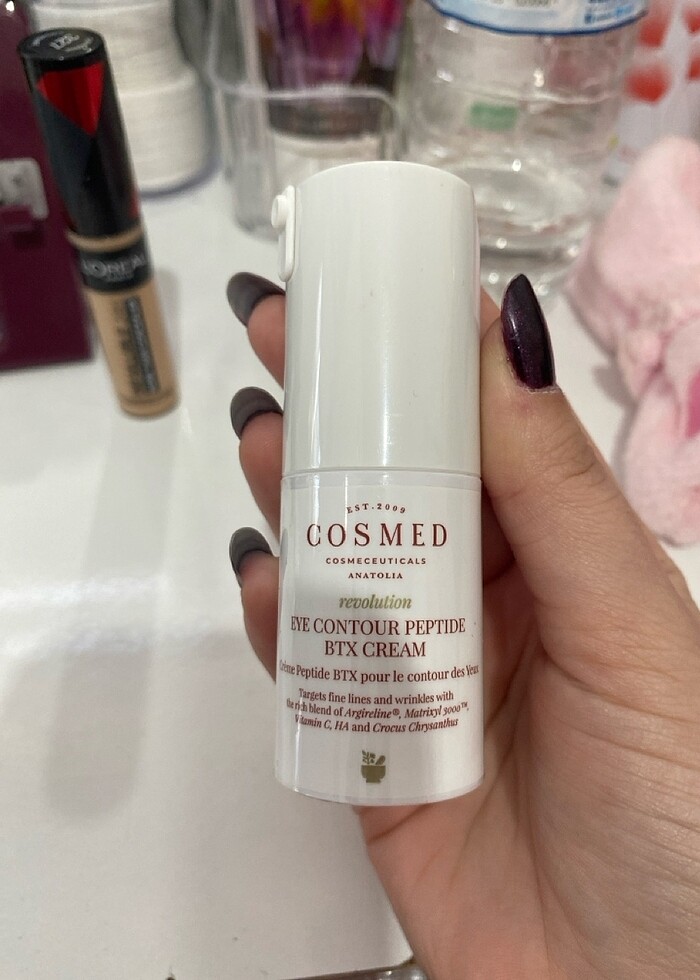 327
L'ORÉAL
EST.2009
COSMED
COSMECEUTICALS
ANATOLIA
revolution
EYE CONTOUR PEPTIDE
BTX CREAM
Crème Peptide BTX pour le contour des Yeux
Targets fine lines and wrinkles with
the rich blend of Argireline®, Matrixyl 3000™,
Vitamin C, HA and Crocus Chrysanthus